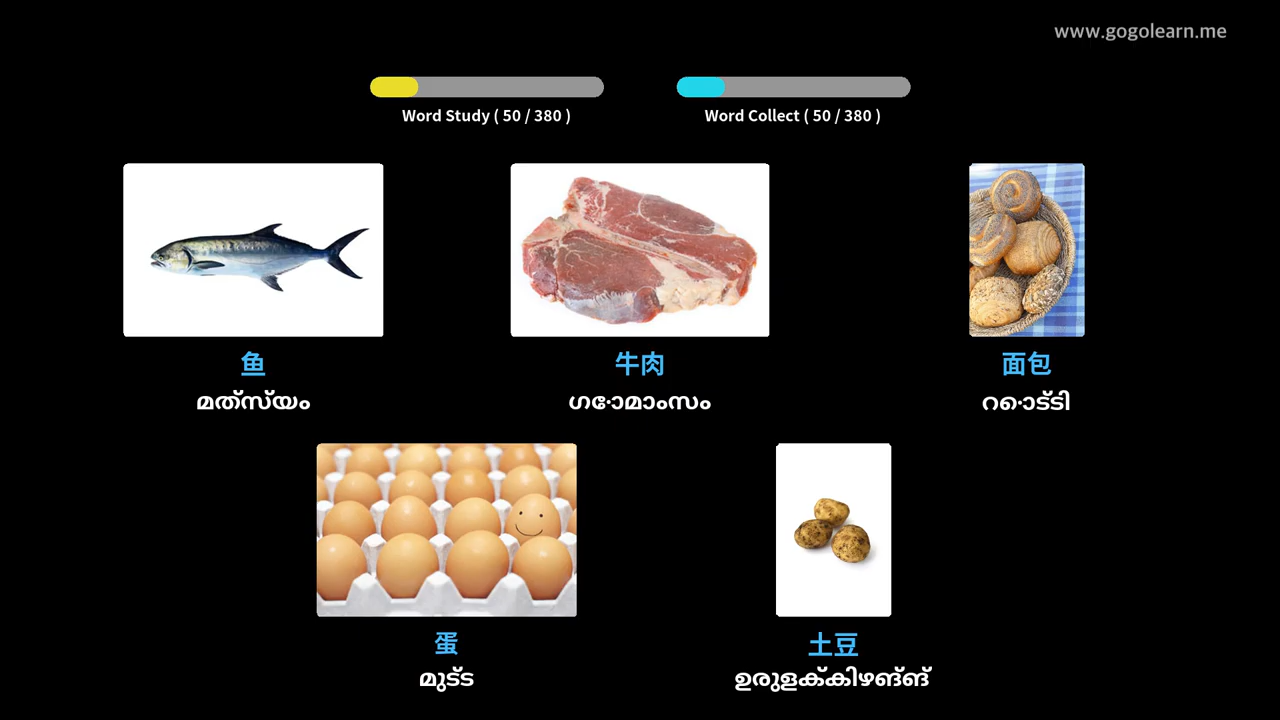 www.gogolearn.me
Word Study ( 50 / 380 )
Word Collect ( 50 / 380 )
鱼
牛肉
面包
മത്സ്യം
ഗോമാംസം
റൊട്ടി
蛋
土豆
മുട്ട
ഉരുളക്കിഴങ്ങ്